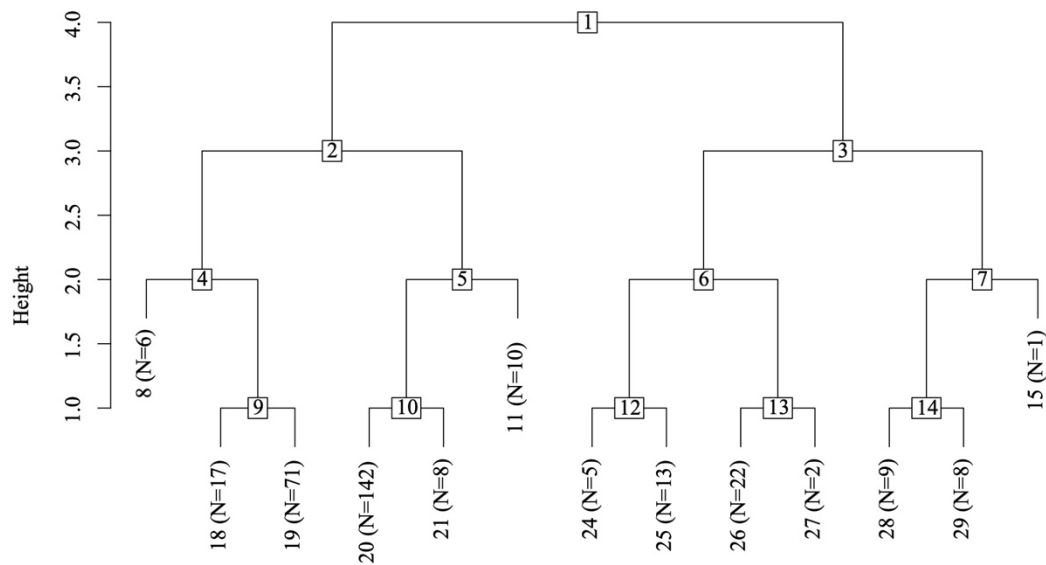 4.0
3.5
3.0
2.5
2.0
1.5
1.0
Height
1
2
3
4
5
6
7
8 (N=6)
9
10
11 (N=10)
12
13
14
15 (N=1)
18 (N=17)
19 (N=71)
20 (N=142)
21 (N=8)
24 (N=5)
25 (N=13)
26 (N=22)
27 (N=2)
28 (N=9)
29 (N=8)